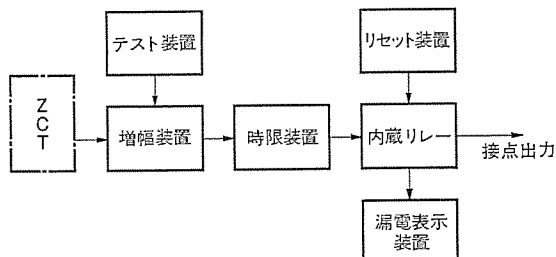 テスト装置
リセット装置
ZCT
増幅装置
時限装置
内蔵リレー
接点出力
漏電表示
装置